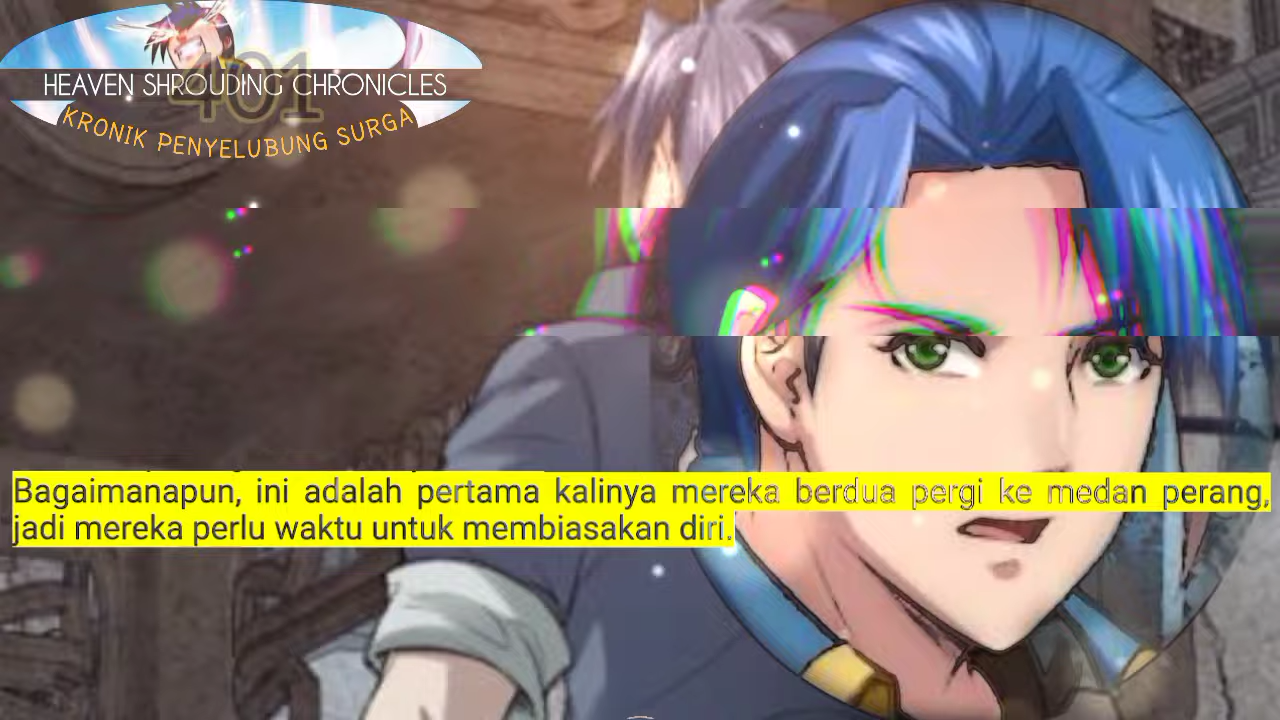 401
HEAVEN SHROUDING CHRONICLES
KRONIK PENYELUBUNG SURGA
Bagaimanapun, ini adalah pertama kalinya mereka berdua pergi ke medan perang,
jadi mereka perlu waktu untuk membiasakan diri.